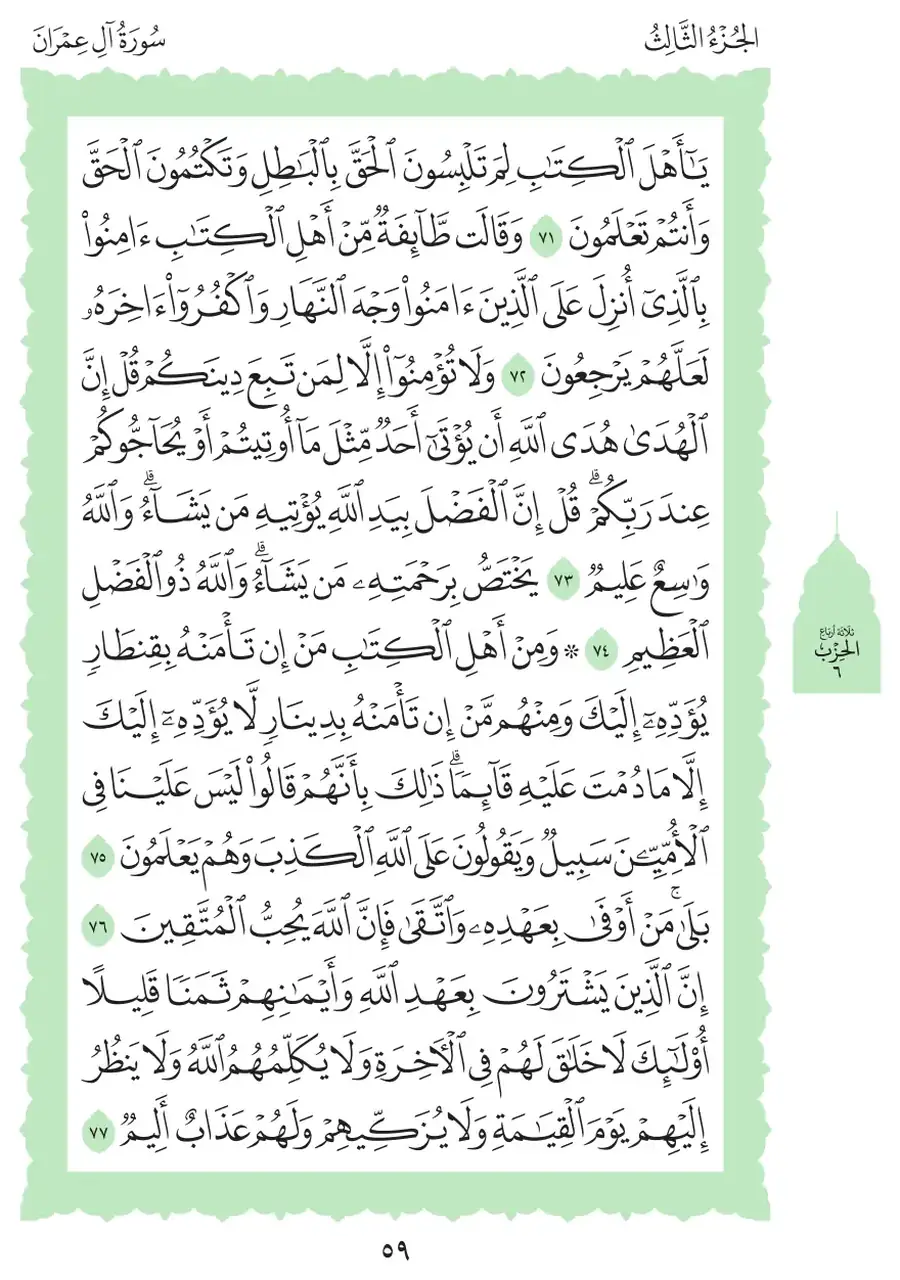 الجُزْءُ الثَّالِثُ
سُورَةُ آلِ عِمْرَانَ
يَٰٓأَهۡلَ ٱلۡكِتَٰبِ لِمَ تَلۡبِسُونَ ٱلۡحَقَّ بِٱلۡبَٰطِلِ وَتَكۡتُمُونَ ٱلۡحَقَّ
وَأَنتُمۡ تَعۡلَمُونَ ٧١ وَقَالَت طَّآئِفَةٞ مِّنۡ أَهۡلِ ٱلۡكِتَٰبِ ءَامِنُواْ
بِٱلَّذِيٓ أُنزِلَ عَلَى ٱلَّذِينَ ءَامَنُواْ وَجۡهَ ٱلنَّهَارِ وَٱكۡفُرُوٓاْ ءَاخِرَهُۥ
لَعَلَّهُمۡ يَرۡجِعُونَ ٧٢ وَلَا تُؤۡمِنُوٓاْ إِلَّا لِمَن تَبِعَ دِينَكُمۡ قُلۡ إِنَّ
ٱلۡهُدَىٰ هُدَى ٱللَّهِ أَن يُؤۡتَىٰٓ أَحَدٞ مِّثۡلَ مَآ أُوتِيتُمۡ أَوۡ يُحَآجُّوكُمۡ
عِندَ رَبِّكُمۡۗ قُلۡ إِنَّ ٱلۡفَضۡلَ بِيَدِ ٱللَّهِ يُؤۡتِيهِ مَن يَشَآءُۗ وَٱللَّهُ
وَٰسِعٌ عَلِيمٞ ٧٣ يَخۡتَصُّ بِرَحۡمَتِهِۦ مَن يَشَآءُۗ وَٱللَّهُ ذُو ٱلۡفَضۡلِ
ٱلۡعَظِيمِ ٧٤ ۞ وَمِنۡ أَهۡلِ ٱلۡكِتَٰبِ مَنۡ إِن تَأۡمَنۡهُ بِقِنطَارٖ
يُؤَدِّهِۦٓ إِلَيۡكَ وَمِنۡهُم مَّنۡ إِن تَأۡمَنۡهُ بِدِينَارٖ لَّا يُؤَدِّهِۦٓ إِلَيۡكَ
إِلَّا مَا دُمۡتَ عَلَيۡهِ قَآئِمٗاۗ ذَٰلِكَ بِأَنَّهُمۡ قَالُواْ لَيۡسَ عَلَيۡنَا فِي
ٱلۡأُمِّيِّـۧنَ سَبِيلٞ وَيَقُولُونَ عَلَى ٱللَّهِ ٱلۡكَذِبَ وَهُمۡ يَعۡلَمُونَ ٧٥
بَلَىٰۚ مَنۡ أَوۡفَىٰ بِعَهۡدِهِۦ وَٱتَّقَىٰ فَإِنَّ ٱللَّهَ يُحِبُّ ٱلۡمُتَّقِينَ ٧٦
إِنَّ ٱلَّذِينَ يَشۡتَرُونَ بِعَهۡدِ ٱللَّهِ وَأَيۡمَٰنِهِمۡ ثَمَنٗا قَلِيلًا
أُوْلَٰٓئِكَ لَا خَلَٰقَ لَهُمۡ فِي ٱلۡأٓخِرَةِ وَلَا يُكَلِّمُهُمُ ٱللَّهُ وَلَا يَنظُرُ
إِلَيۡهِمۡ يَوۡمَ ٱلۡقِيَٰمَةِ وَلَا يُزَكِّيهِمۡ وَلَهُمۡ عَذَابٌ أَلِيمٞ ٧٧
ثلاثة أرباع
الحِزْب
٦
٥٩